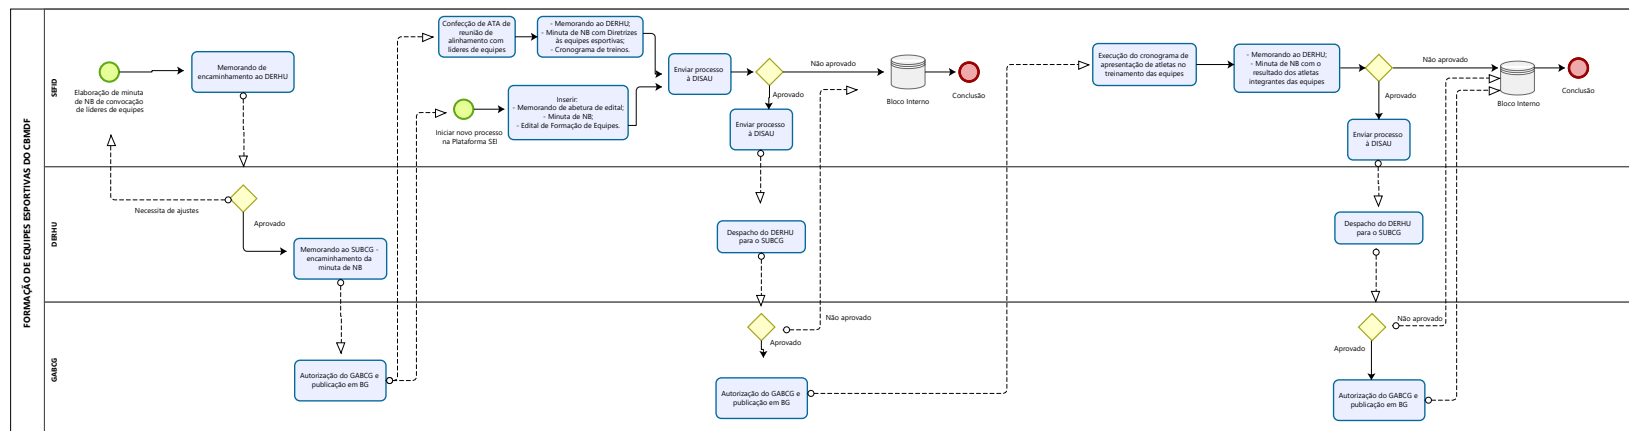 FORMAÇÃO DE EQUIPES ESPORTIVAS DO CBMDF
SEFID
Elaboração de minuta
de NB de convocação
de líderes de equipes
Memorando de
encaminhamento ao DERHU
Confecção de ATA de
reunião de
alinhamento com
líderes de equipes
- Memorando ao DERHU;
- Minuta de NB com Diretrizes
às equipes esportivas;
- Cronograma de treinos.
Iniciar novo processo
na Plataforma SEI
Inserir:
- Memorando de abetura de edital;
- Minuta de NB;
- Edital de Formação de Equipes.
Enviar processo
à DISAU
Não aprovado
Aprovado
Enviar processo
à DISAU
Bloco Interno
Conclusão
Execução do cronograma de
apresentação de atletas no
treinamento das equipes
- Memorando ao DERHU;
- Minuta de NB com o
resultado dos atletas
integrantes das equipes
Não aprovado
Aprovado
Enviar processo
à DISAU
Bloco Interno
Conclusão
DERHU
Necessita de ajustes
Aprovado
Memorando ao SUBCG -
encaminhamento da
minuta de NB
Despacho do DERHU
para o SUBCG
Despacho do DERHU
para o SUBCG
GABCG
Autorização do GABCG e
publicação em BG
Não aprovado
Aprovado
Autorização do GABCG e
publicação em BG
Não aprovado
Aprovado
Autorização do GABCG e
publicação em BG